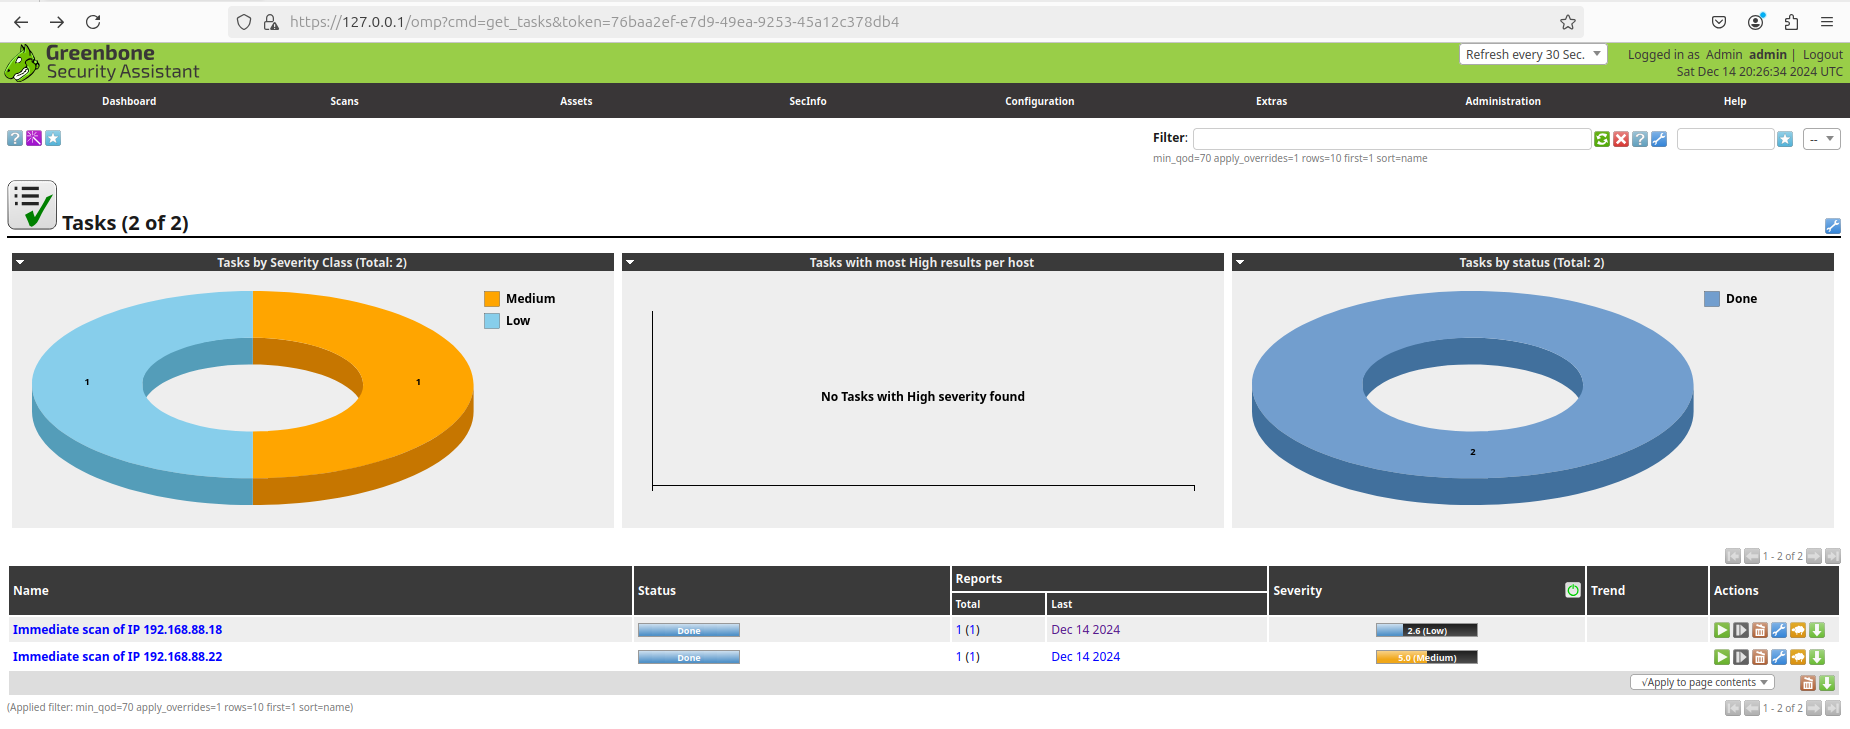 https://127.0.0.1/omp?cmd=get_tasks&token=76baa2ef-e7d9-49ea-9253-45a12c378db4
Greenbone
Security Assistant
Refresh every 30 Sec.
Logged in as Admin admin | Logout
Sat Dec 14 20:26:34 2024 UTC
Dashboard Scans Assets SecInfo Configuration Extras Administration Help
Filter:
--
min_qod=70 apply_overrides=1 rows=10 first=1 sort=name
Tasks (2 of 2)
Tasks by Severity Class (Total: 2)
Medium
Low
1 1
Tasks with most High results per host
No Tasks with High severity found
Tasks by status (Total: 2)
Done
2
1 - 2 of 2
Name Status Reports Severity Trend Actions
Total Last
Immediate scan of IP 192.168.88.18 Done 1 (1) Dec 14 2024 2.6 (Low)
Immediate scan of IP 192.168.88.22 Done 1 (1) Dec 14 2024 5.0 (Medium)
√Apply to page contents
(Applied filter: min_qod=70 apply_overrides=1 rows=10 first=1 sort=name)
1 - 2 of 2